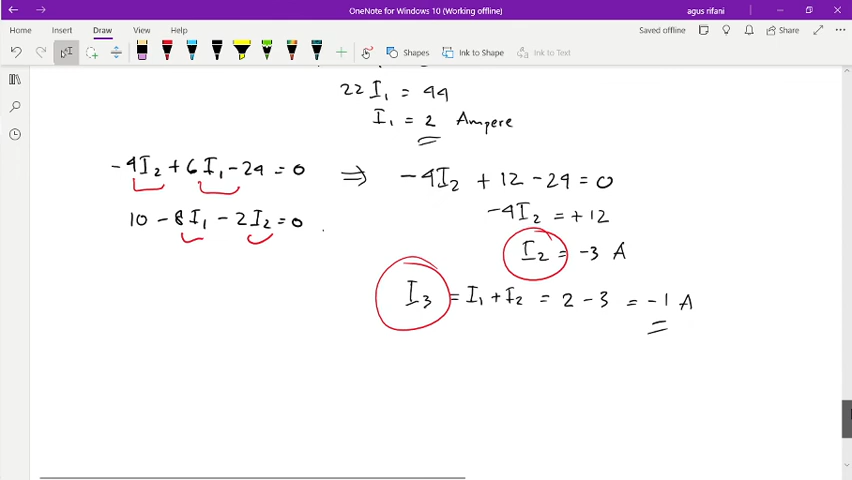 OneNote for Windows 10 (Working offline)
agus rifani
Home Insert Draw View Help
Saved offline Share
Shapes Ink to Shape Ink to Text
22 I₁ = 44
I₁ = 2 Ampere
-4I₂ + 6I₁ - 24 = 0 ⇒ -4I₂ + 12 - 24 = 0
10 - 8I₁ - 2I₂ = 0
-4I₂ = +12
I₂ = -3 A
I₃ = I₁ + I₂ = 2 - 3 = -1 A